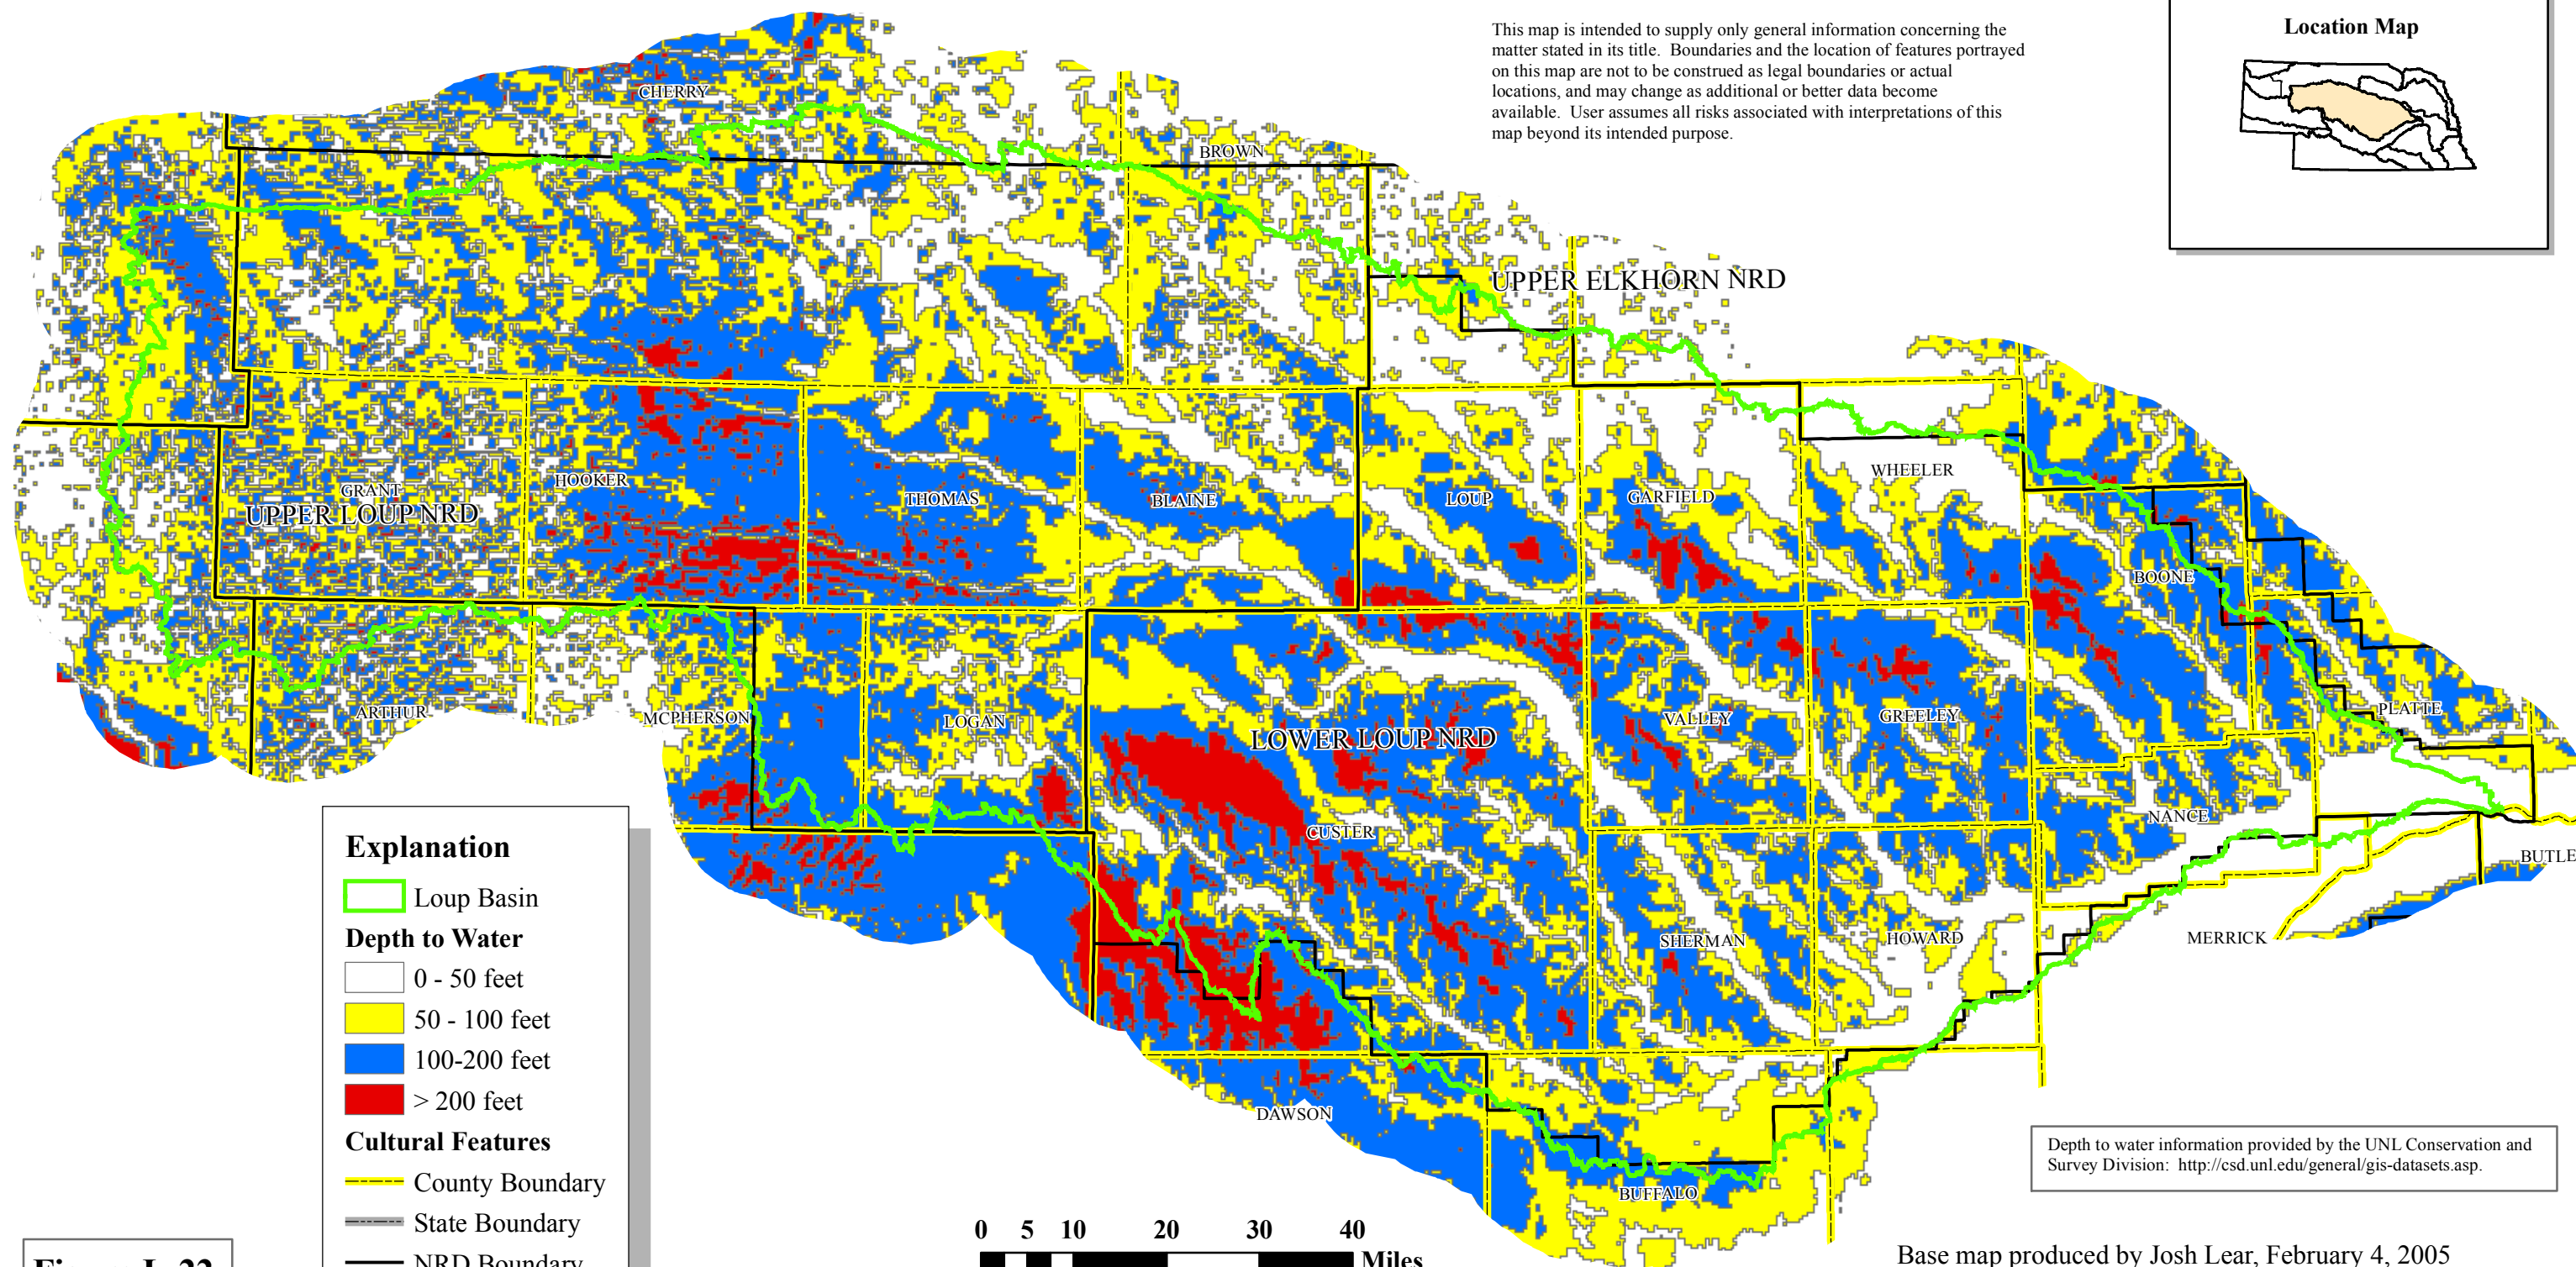 This map is intended to supply only general information concerning the
matter stated in its title. Boundaries and the location of features portrayed
on this map are not to be construed as legal boundaries or actual
locations, and may change as additional or better data become
available. User assumes all risks associated with interpretations of this
map beyond its intended purpose.
Location Map
CHERRY
BROWN
UPPER ELKHORN NRD
WHEELER
HOOKER
GRANT
THOMAS
BLAINE
LOUP
GARFIELD
UPPER LOUP NRD
BOONE
ARTHUR
MCPHERSON
LOGAN
VALLEY
GREELEY
PLATTE
LOWER LOUP NRD
CUSTER
NANCE
BUTLE
SHERMAN
HOWARD
MERRICK
DAWSON
BUFFALO
Explanation
Loup Basin
Depth to Water
0 - 50 feet
50 - 100 feet
100-200 feet
> 200 feet
Cultural Features
County Boundary
State Boundary
NRD Boundary
0 5 10 20 30 40
Miles
Depth to water information provided by the UNL Conservation and
Survey Division: http://csd.unl.edu/general/gis-datasets.asp.
Base map produced by Josh Lear, February 4, 2005